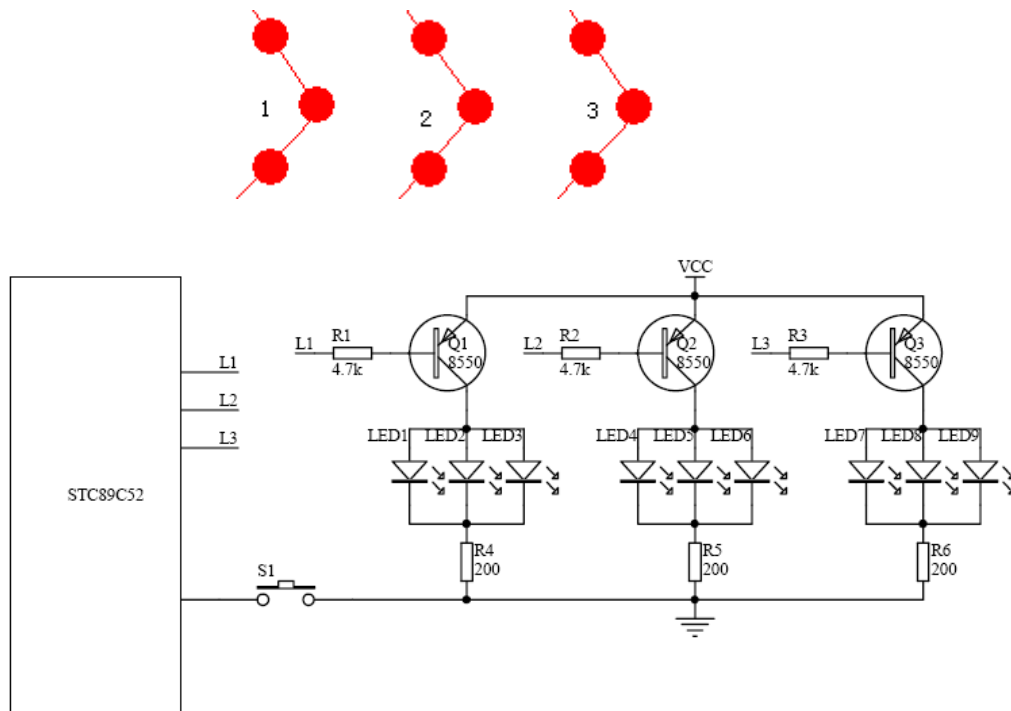 1 2 3
VCC
L1 R1 Q1 L2 R2 Q2 L3 R3 Q3
4.7k 8550 4.7k 8550 4.7k 8550
L1
L2
L3
LED1 LED2 LED3 LED4 LED5 LED6 LED7 LED8 LED9
STC89C52
R4 R5 R6
200 200 200
S1